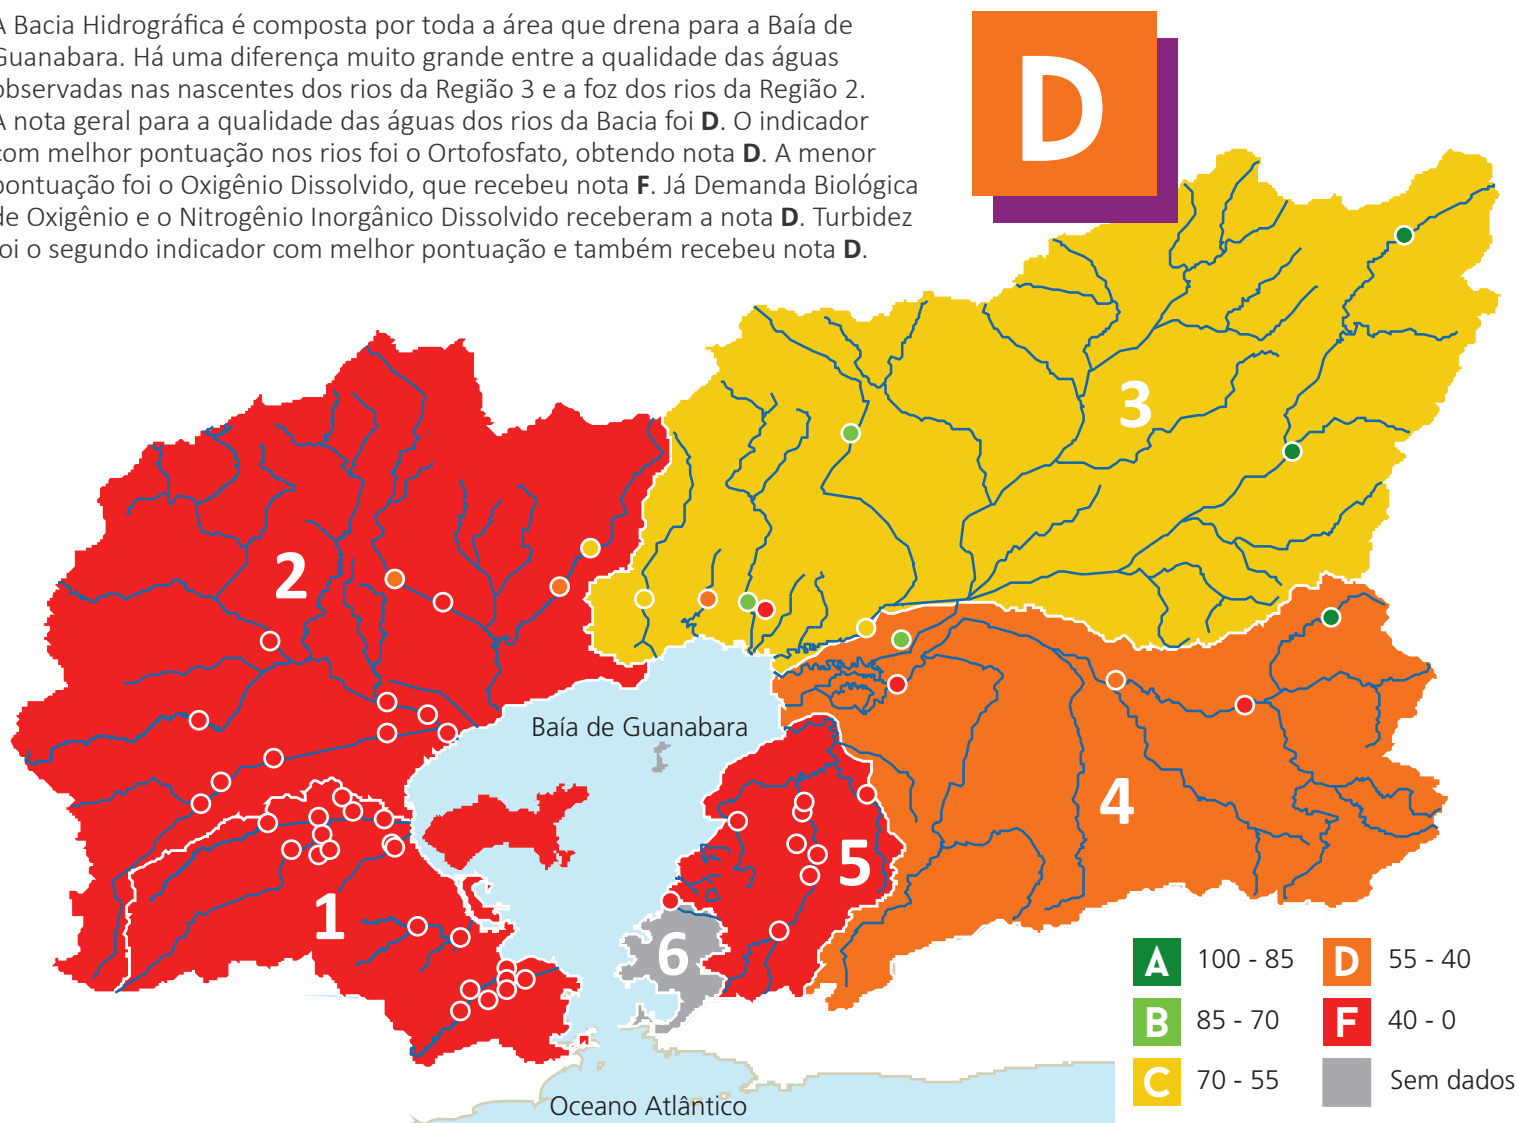 A Bacia Hidrográfica é composta por toda a área que drena para a Baía de
Guanabara. Há uma diferença muito grande entre a qualidade das águas
observadas nas nascentes dos rios da Região 3 e a foz dos rios da Região 2.
A nota geral para a qualidade das águas dos rios da Bacia foi D. O indicador
com melhor pontuação nos rios foi o Ortofosfato, obtendo nota D. A menor
pontuação foi o Oxigênio Dissolvido, que recebeu nota F. Já Demanda Biológica
de Oxigênio e o Nitrogênio Inorgânico Dissolvido receberam a nota D. Turbidez
foi o segundo indicador com melhor pontuação e também recebeu nota D.
D
3
2
Baía de Guanabara
4
5
1
6
A 100 - 85
D 55 - 40
B 85 - 70
F 40 - 0
C 70 - 55
Sem dados
Oceano Atlântico